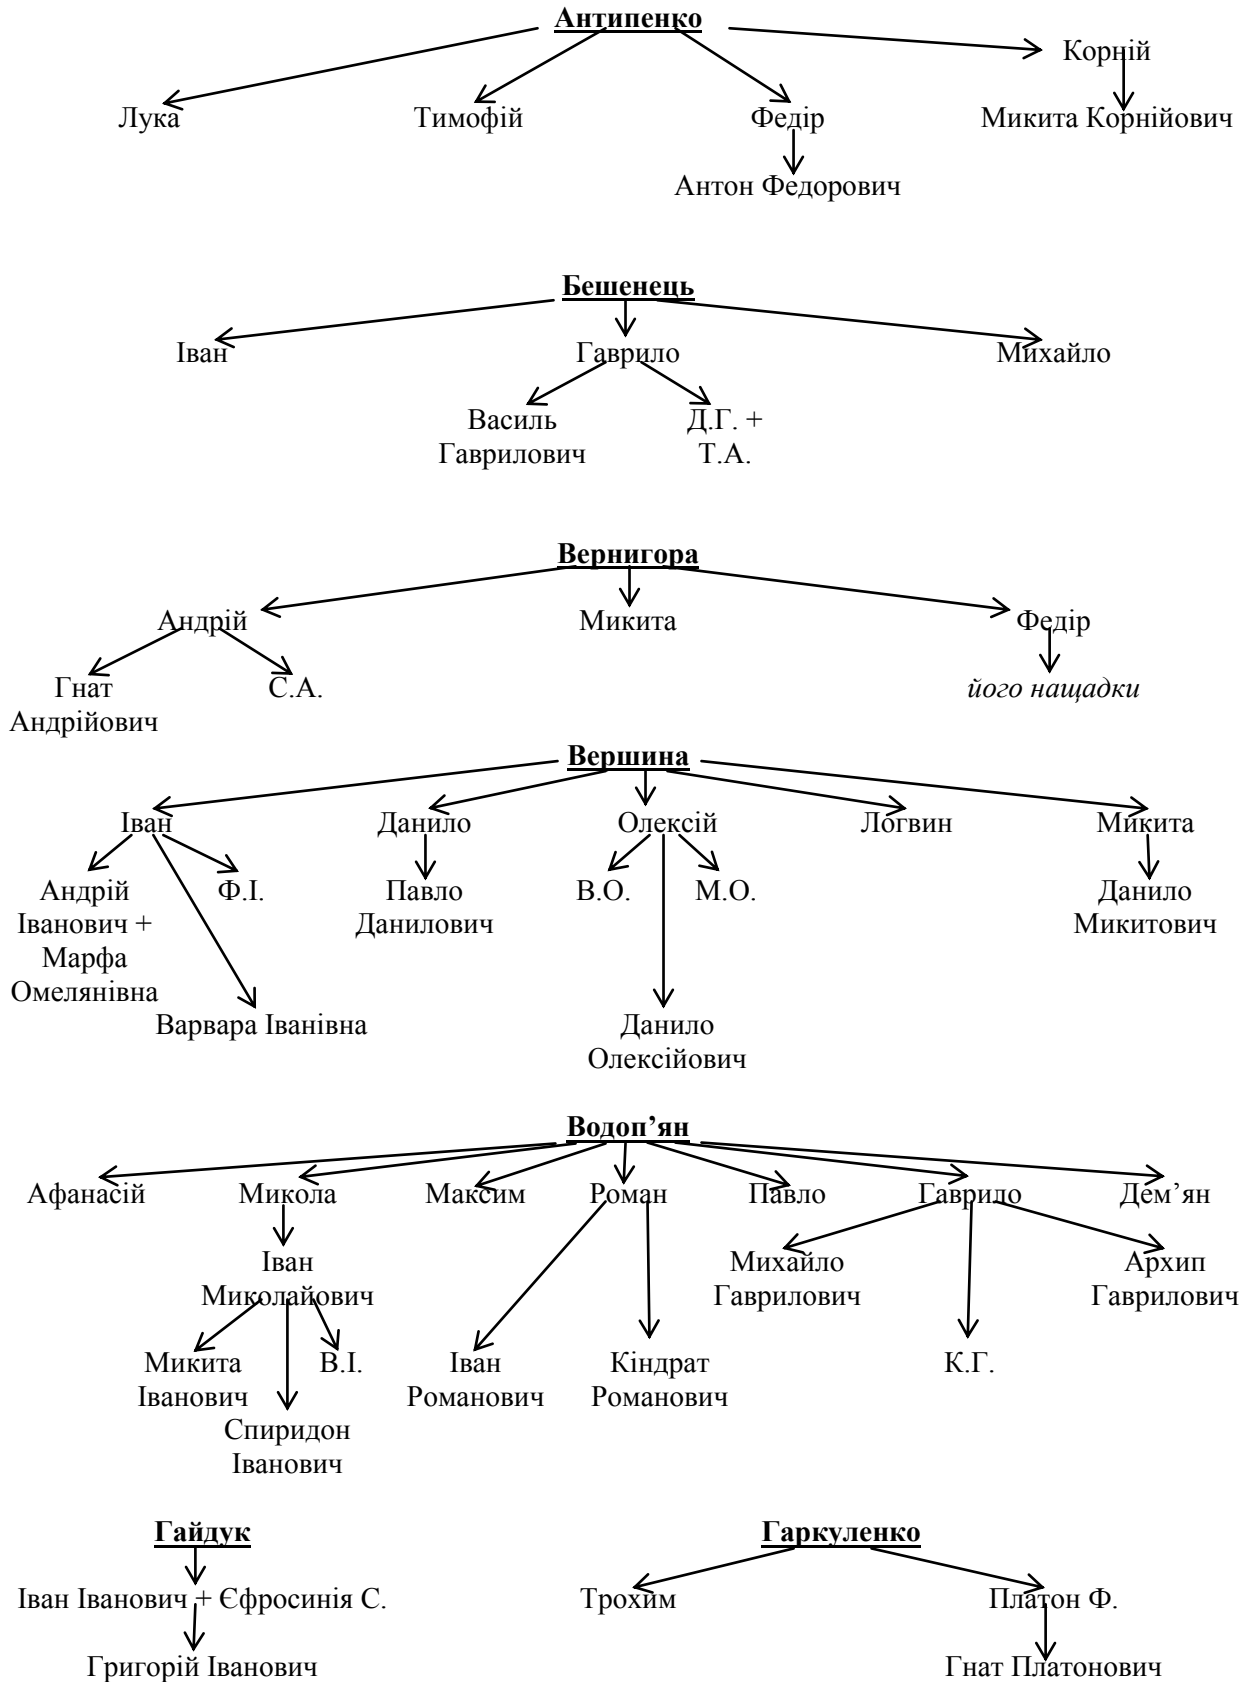 Антипенко
Корній
Лука Тимофій Федір Микита Корнійович
Антон Федорович
Бешенець
Іван Гаврило Михайло
Василь Д.Г. +
Гаврилович Т.А.
Вернигора
Андрій Микита Федір
Гнат С.А. його нащадки
Андрійович
Вершина
Іван Данило Олексій Логвин Микита
Андрій Ф.І. Павло В.О. М.О. Данило
Іванович + Данилович Микитович
Марфа
Омелянівна
Варвара Іванівна Данило
Олексійович
Водоп’ян
Афанасій Микола Максим Роман Павло Гаврило Дем’ян
Іван Михайло Архип
Миколайович Гаврилович Гаврилович
Микита В.І. Іван Кіндрат К.Г.
Іванович Романович Романович
Спиридон
Іванович
Гайдук Гаркуленко
Іван Іванович + Єфросинія С. Трохим Платон Ф.
Григорій Іванович Гнат Платонович